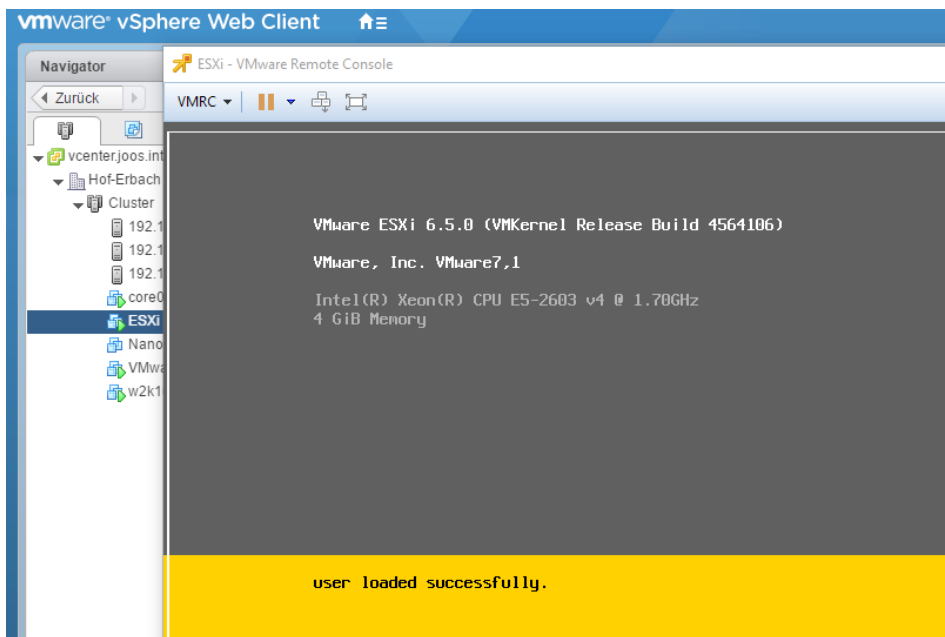 vmware® vSphere Web Client
Navigator
Zurück
vcenter.joos.int
Hof-Erbach
Cluster
192.1
192.1
192.1
core0
ESXi
Nano
VMwa
w2k1
ESXi - VMware Remote Console
VMRC
VMware ESXi 6.5.0 (VMKernel Release Build 4564106)
VMware, Inc. VMware7,1
Intel(R) Xeon(R) CPU E5-2603 v4 @ 1.70GHz
4 GiB Memory
user loaded successfully.